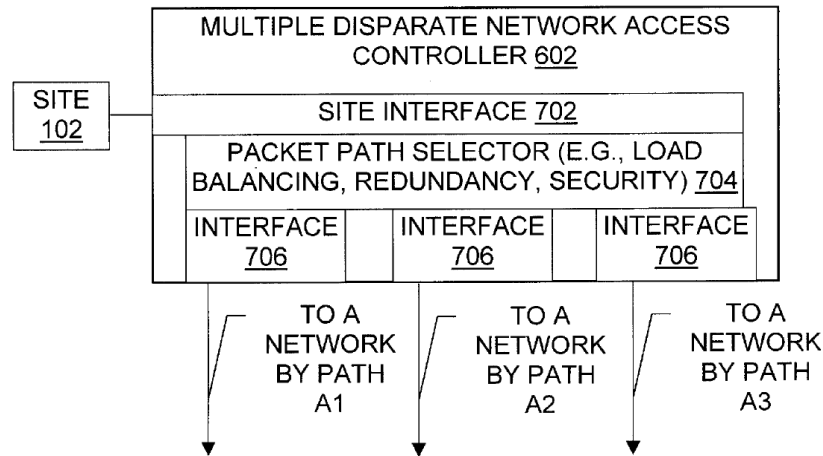 MULTIPLE DISPARATE NETWORK ACCESS
CONTROLLER 602
SITE
102
SITE INTERFACE 702
PACKET PATH SELECTOR (E.G., LOAD
BALANCING, REDUNDANCY, SECURITY) 704
INTERFACE
706
INTERFACE
706
INTERFACE
706
TO A
NETWORK
BY PATH
A1
TO A
NETWORK
BY PATH
A2
TO A
NETWORK
BY PATH
A3